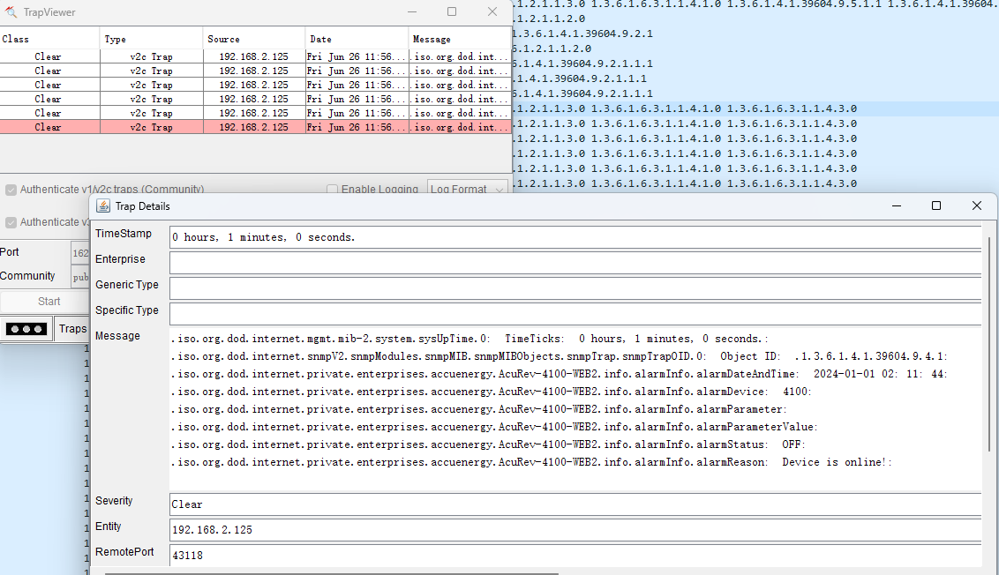 TrapViewer
Class Type Source Date Message
Clear v2c Trap 192.168.2.125 Fri Jun 26 11:56... .iso.org.dod.int...
Clear v2c Trap 192.168.2.125 Fri Jun 26 11:56... .iso.org.dod.int...
Clear v2c Trap 192.168.2.125 Fri Jun 26 11:56... .iso.org.dod.int...
Clear v2c Trap 192.168.2.125 Fri Jun 26 11:56... .iso.org.dod.int...
Clear v2c Trap 192.168.2.125 Fri Jun 26 11:56... .iso.org.dod.int...
Clear v2c Trap 192.168.2.125 Fri Jun 26 11:56... .iso.org.dod.int...
Authenticate v1/v2c traps (Community) Enable Logging Log Format
Authenticate v3
Port 162
Community pub
Start
Traps
.1.2.1.1.3.0 1.3.6.1.6.3.1.1.4.1.0 1.3.6.1.4.1.39604.9.5.1.1 1.3.6.1.4.1.39604.
.1.2.1.1.2.0
1.3.6.1.4.1.39604.9.2.1
6.1.2.1.1.2.0
.6.1.4.1.39604.9.2.1.1.1
.1.4.1.39604.9.2.1.1.1
.6.1.4.1.39604.9.2.1.1.1
.1.2.1.1.3.0 1.3.6.1.6.3.1.1.4.1.0 1.3.6.1.6.3.1.1.4.3.0
.1.2.1.1.3.0 1.3.6.1.6.3.1.1.4.1.0 1.3.6.1.6.3.1.1.4.3.0
.1.2.1.1.3.0 1.3.6.1.6.3.1.1.4.1.0 1.3.6.1.6.3.1.1.4.3.0
.1.2.1.1.3.0 1.3.6.1.6.3.1.1.4.1.0 1.3.6.1.6.3.1.1.4.3.0
.1.2.1.1.3.0 1.3.6.1.6.3.1.1.4.1.0 1.3.6.1.6.3.1.1.4.3.0
.1.2.1.1.3.0 1.3.6.1.6.3.1.1.4.1.0 1.3.6.1.6.3.1.1.4.3.0
Trap Details
TimeStamp 0 hours, 1 minutes, 0 seconds.
Enterprise
Generic Type
Specific Type
Message
.iso.org.dod.internet.mgmt.mib-2.system.sysUpTime.0: TimeTicks: 0 hours, 1 minutes, 0 seconds.:
.iso.org.dod.internet.snmpV2.snmpModules.snmpMIB.snmpMIBObjects.snmpTrap.snmpTrapOID.0: Object ID: .1.3.6.1.4.1.39604.9.4.1:
.iso.org.dod.internet.private.enterprises.accuenergy.AcuRev-4100-WEB2.info.alarmInfo.alarmDateAndTime: 2024-01-01 02: 11: 44:
.iso.org.dod.internet.private.enterprises.accuenergy.AcuRev-4100-WEB2.info.alarmInfo.alarmDevice: 4100:
.iso.org.dod.internet.private.enterprises.accuenergy.AcuRev-4100-WEB2.info.alarmInfo.alarmParameter:
.iso.org.dod.internet.private.enterprises.accuenergy.AcuRev-4100-WEB2.info.alarmInfo.alarmParameterValue:
.iso.org.dod.internet.private.enterprises.accuenergy.AcuRev-4100-WEB2.info.alarmInfo.alarmStatus: OFF:
.iso.org.dod.internet.private.enterprises.accuenergy.AcuRev-4100-WEB2.info.alarmInfo.alarmReason: Device is online!:
Severity Clear
Entity 192.168.2.125
RemotePort 43118